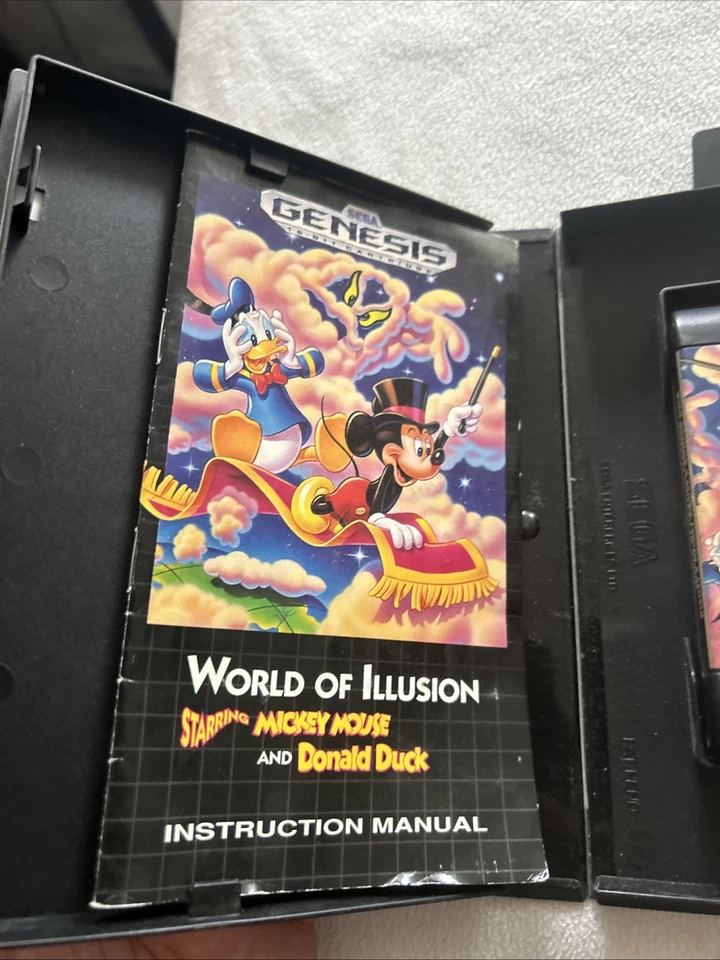 SEGA
GENESIS
16-BIT CARTRIDGE
WORLD OF ILLUSION
STARRING MICKEY MOUSE
AND Donald Duck
INSTRUCTION MANUAL
SEGA